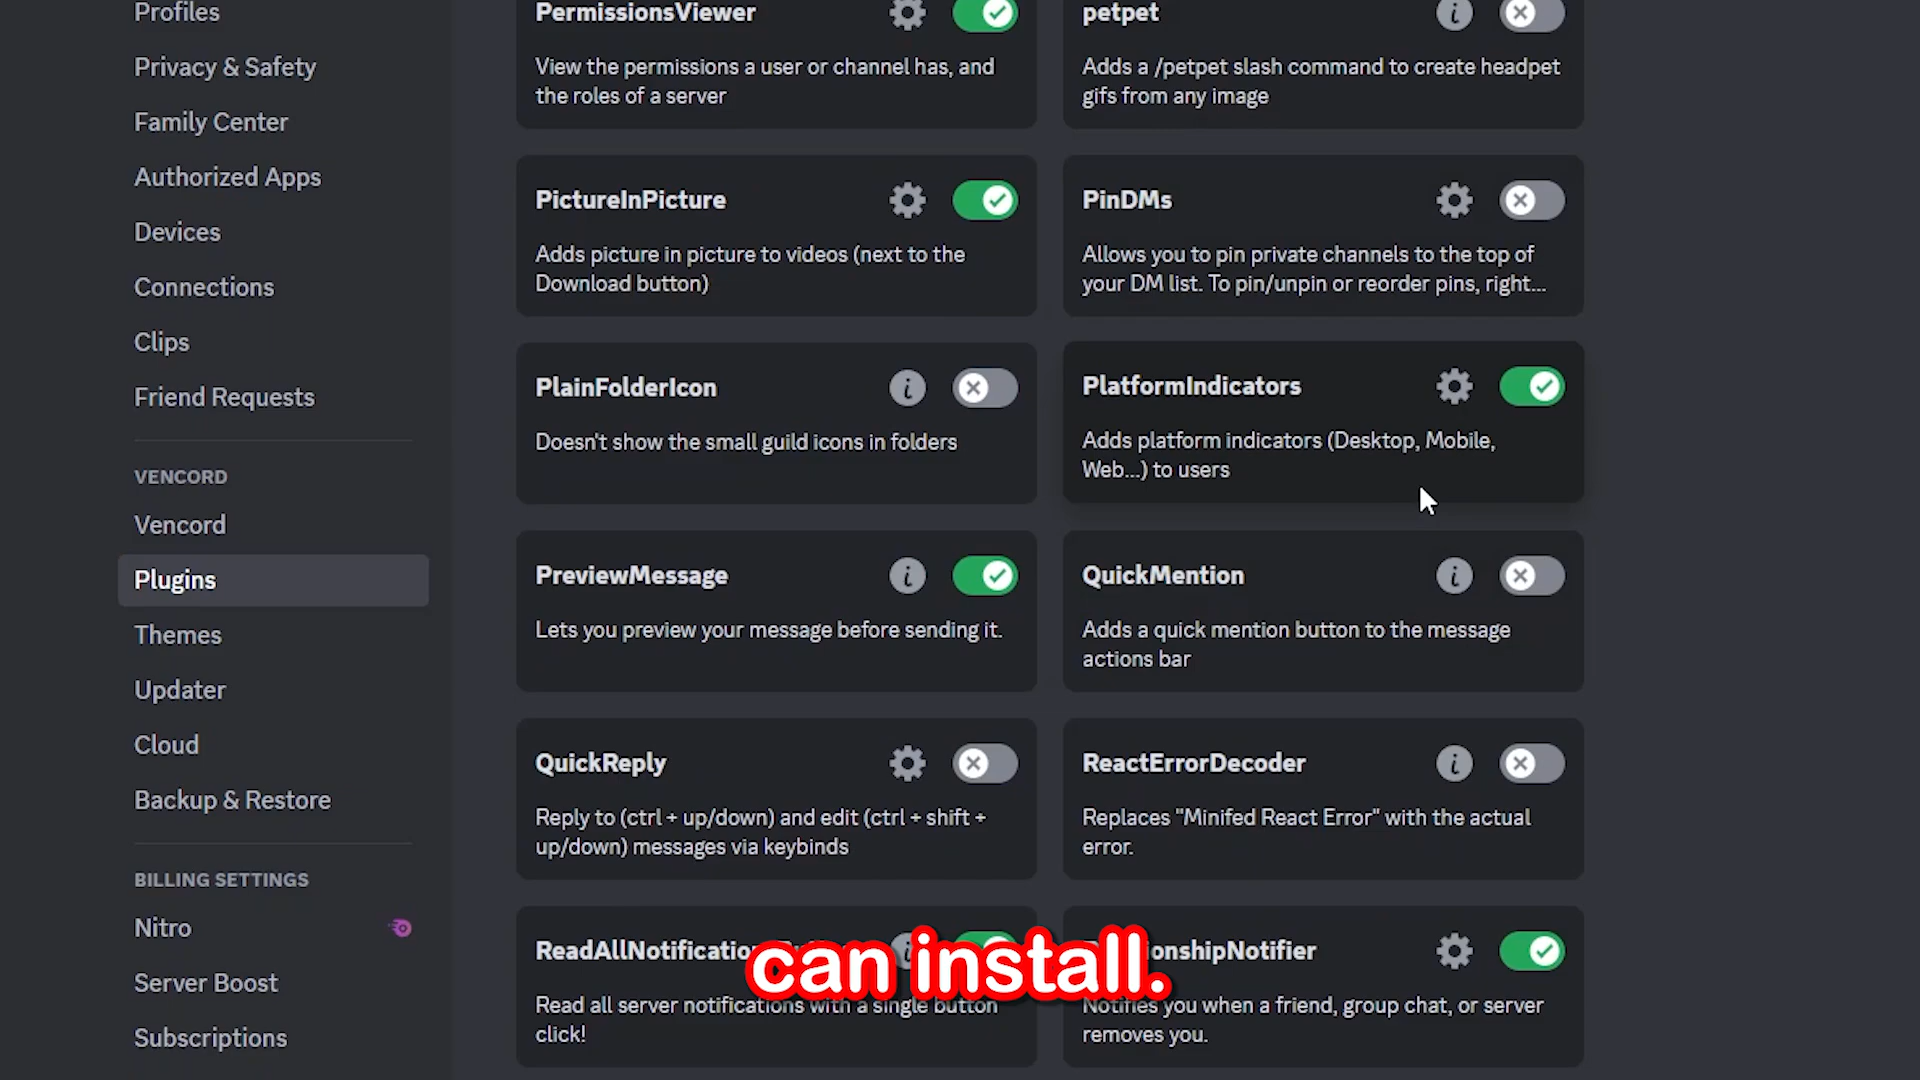 Profiles
Privacy & Safety
Family Center
Authorized Apps
Devices
Connections
Clips
Friend Requests
VENCORD
Vencord
Plugins
Themes
Updater
Cloud
Backup & Restore
BILLING SETTINGS
Nitro
Server Boost
Subscriptions
PermissionsViewer
View the permissions a user or channel has, and
the roles of a server
petpet
Adds a /petpet slash command to create headpet
gifs from any image
PictureInPicture
Adds picture in picture to videos (next to the
Download button)
PinDMs
Allows you to pin private channels to the top of
your DM list. To pin/unpin or reorder pins, right...
PlainFolderIcon
Doesn't show the small guild icons in folders
PlatformIndicators
Adds platform indicators (Desktop, Mobile,
Web...) to users
PreviewMessage
Lets you preview your message before sending it.
QuickMention
Adds a quick mention button to the message
actions bar
QuickReply
Reply to (ctrl + up/down) and edit (ctrl + shift +
up/down) messages via keybinds
ReactErrorDecoder
Replaces "Minifed React Error" with the actual
error.
Read all server notifications with a single button
click!
Notifies you when a friend, group chat, or server
removes you.
can install.